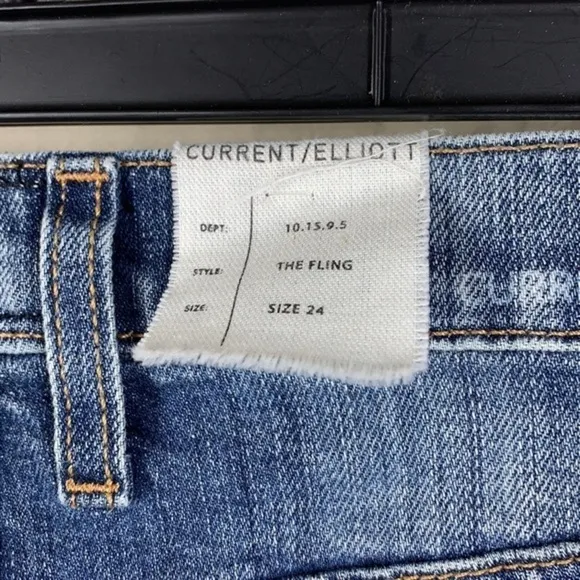 CURRENT/ELLIOTT
DEPT: 10.15.9.5
STYLE: THE FLING
SIZE: SIZE 24